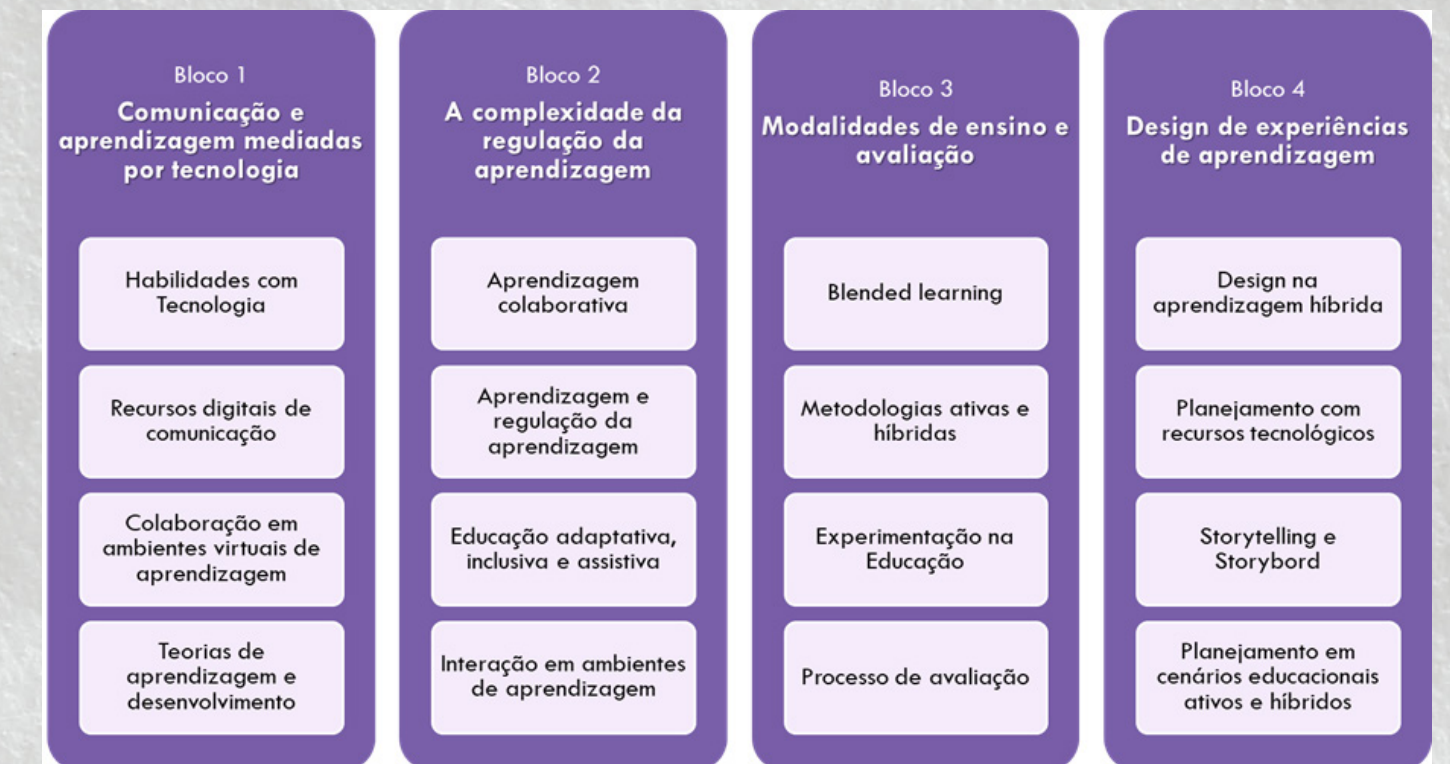 Bloco 1
Comunicação e
aprendizagem mediadas
por tecnologia
Habilidades com
Tecnologia
Recursos digitais de
comunicação
Colaboração em
ambientes virtuais de
aprendizagem
Teorias de
aprendizagem e
desenvolvimento
Bloco 2
A complexidade da
regulação da
aprendizagem
Aprendizagem
colaborativa
Aprendizagem e
regulação da
aprendizagem
Educação adaptativa,
inclusiva e assistiva
Interação em ambientes
de aprendizagem
Bloco 3
Modalidades de ensino e
avaliação
Blended learning
Metodologias ativas e
híbridas
Experimentação na
Educação
Processo de avaliação
Bloco 4
Design de experiências
de aprendizagem
Design na
aprendizagem híbrida
Planejamento com
recursos tecnológicos
Storytelling e
Storybord
Planejamento em
cenários educacionais
ativos e híbridos